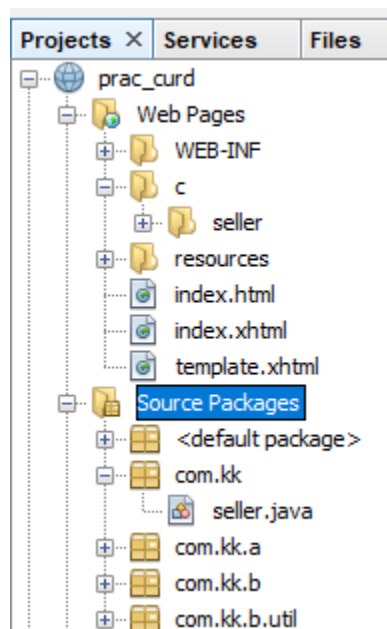 Projects × Services Files
prac_curd
Web Pages
WEB-INF
c
seller
resources
index.html
index.xhtml
template.xhtml
Source Packages
<default package>
com.kk
seller.java
com.kk.a
com.kk.b
com.kk.b.util